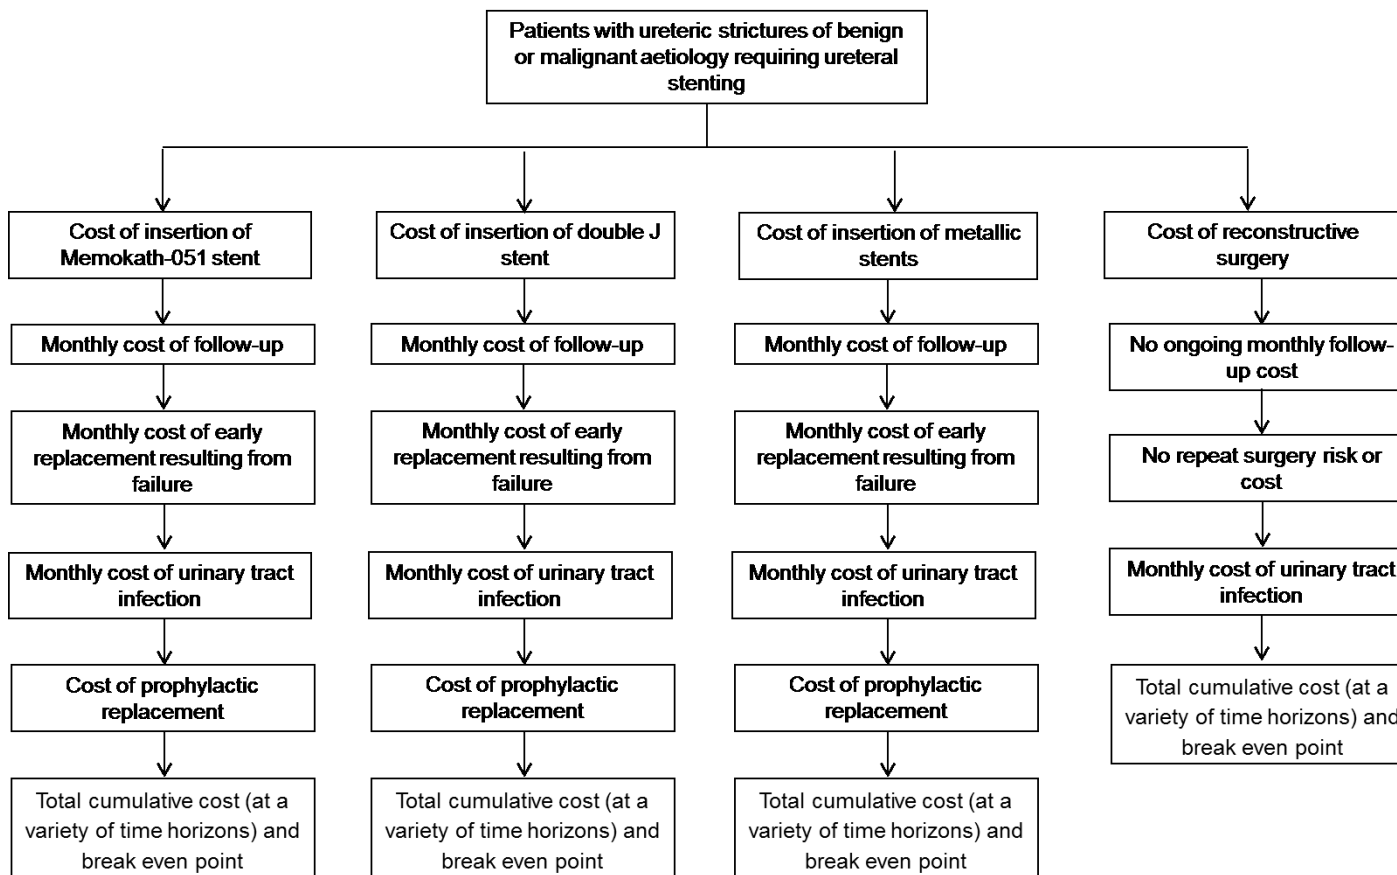 Patients with ureteric strictures of benign
or malignant aetiology requiring ureteral
stenting
Cost of insertion of
Memokath-051 stent
Monthly cost of follow-up
Monthly cost of early
replacement resulting from
failure
Monthly cost of urinary tract
infection
Cost of prophylactic
replacement
Total cumulative cost (at a
variety of time horizons) and
break even point
Cost of insertion of double J
stent
Monthly cost of follow-up
Monthly cost of early
replacement resulting from
failure
Monthly cost of urinary tract
infection
Cost of prophylactic
replacement
Total cumulative cost (at a
variety of time horizons) and
break even point
Cost of insertion of metallic
stents
Monthly cost of follow-up
Monthly cost of early
replacement resulting from
failure
Monthly cost of urinary tract
infection
Cost of prophylactic
replacement
Total cumulative cost (at a
variety of time horizons) and
break even point
Cost of reconstructive
surgery
No ongoing monthly follow-
up cost
No repeat surgery risk or
cost
Monthly cost of urinary tract
infection
Total cumulative cost (at a
variety of time horizons) and
break even point